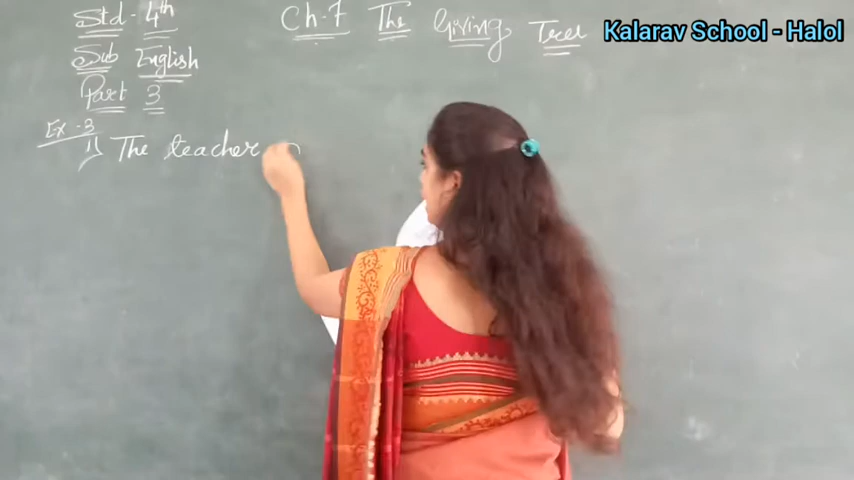 Std - 4th Ch-7 The Giving Tree
Kalarav School - Halol
Sub English
Part 3
Ex -3
1) The teacher